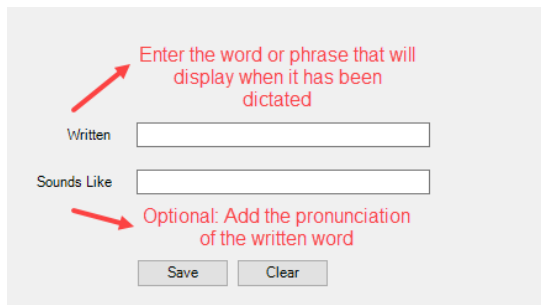 Enter the word or phrase that will
display when it has been
dictated
Written
Sounds Like
Optional: Add the pronunciation
of the written word
Save Clear